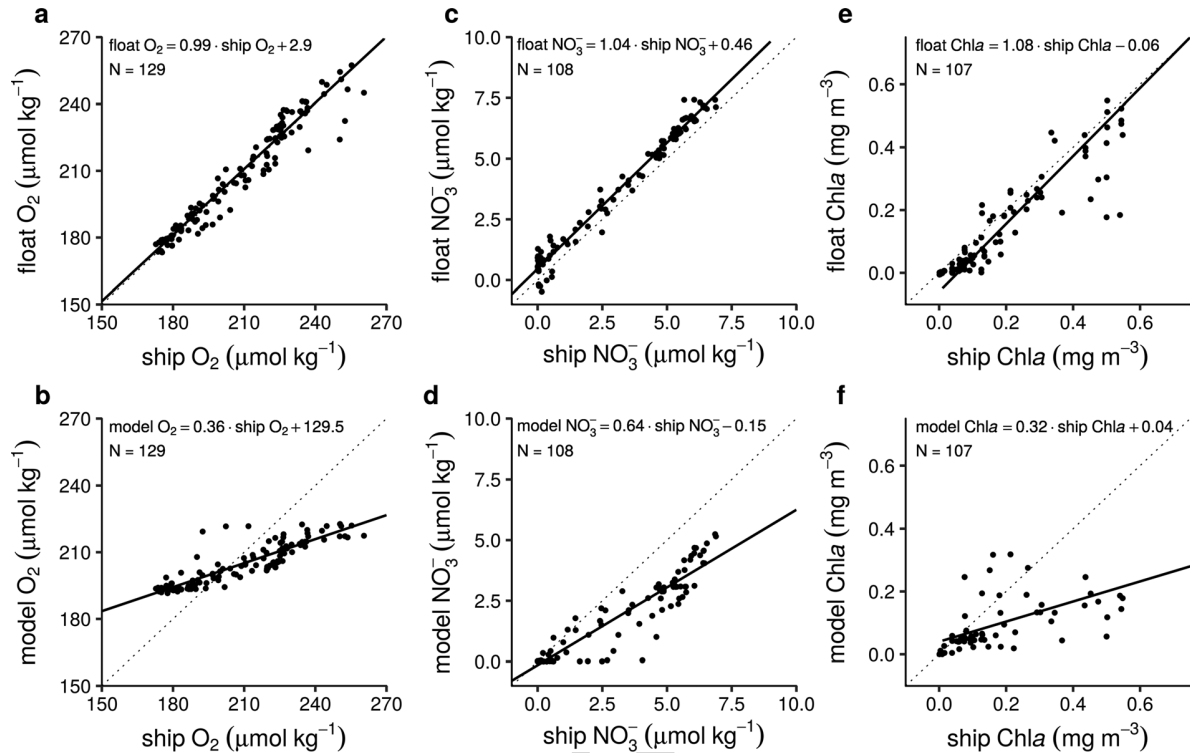 a
float O₂ = 0.99 · ship O₂ + 2.9
N = 129
270
240
210
180
150
float O₂ (μmol kg⁻¹)
150 180 210 240 270
ship O₂ (μmol kg⁻¹)
c
float NO₃⁻ = 1.04 · ship NO₃⁻ + 0.46
N = 108
10.0
7.5
5.0
2.5
0.0
float NO₃⁻ (μmol kg⁻¹)
0.0 2.5 5.0 7.5 10.0
ship NO₃⁻ (μmol kg⁻¹)
e
float Chla = 1.08 · ship Chla − 0.06
N = 107
0.6
0.4
0.2
0.0
float Chla (mg m⁻³)
0.0 0.2 0.4 0.6
ship Chla (mg m⁻³)
b
model O₂ = 0.36 · ship O₂ + 129.5
N = 129
270
240
210
180
150
model O₂ (μmol kg⁻¹)
150 180 210 240 270
ship O₂ (μmol kg⁻¹)
d
model NO₃⁻ = 0.64 · ship NO₃⁻ − 0.15
N = 108
10.0
7.5
5.0
2.5
0.0
model NO₃⁻ (μmol kg⁻¹)
0.0 2.5 5.0 7.5 10.0
ship NO₃⁻ (μmol kg⁻¹)
f
model Chla = 0.32 · ship Chla + 0.04
N = 107
0.6
0.4
0.2
0.0
model Chla (mg m⁻³)
0.0 0.2 0.4 0.6
ship Chla (mg m⁻³)